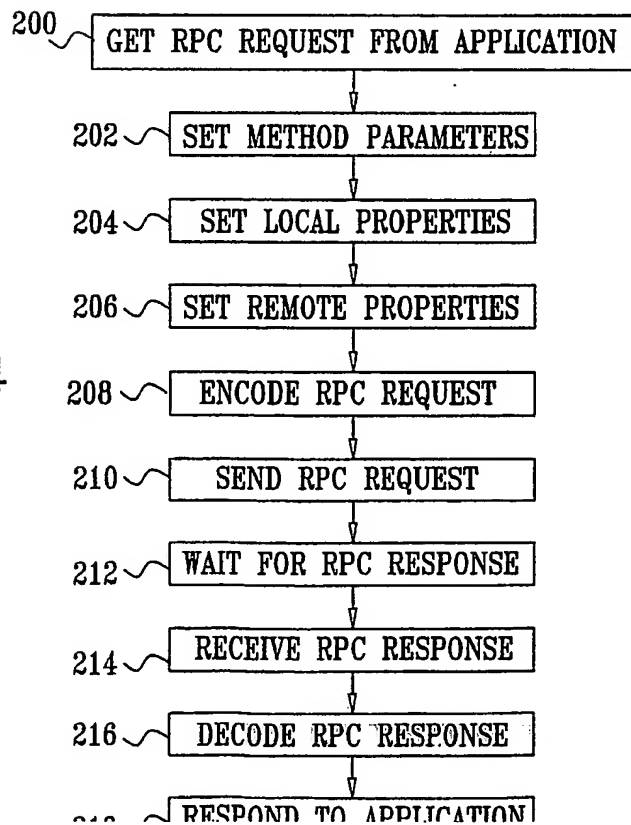 200 GET RPC REQUEST FROM APPLICATION
202 SET METHOD PARAMETERS
204 SET LOCAL PROPERTIES
206 SET REMOTE PROPERTIES
208 ENCODE RPC REQUEST
210 SEND RPC REQUEST
212 WAIT FOR RPC RESPONSE
214 RECEIVE RPC RESPONSE
216 DECODE RPC RESPONSE
RESPOND TO APPLICATION